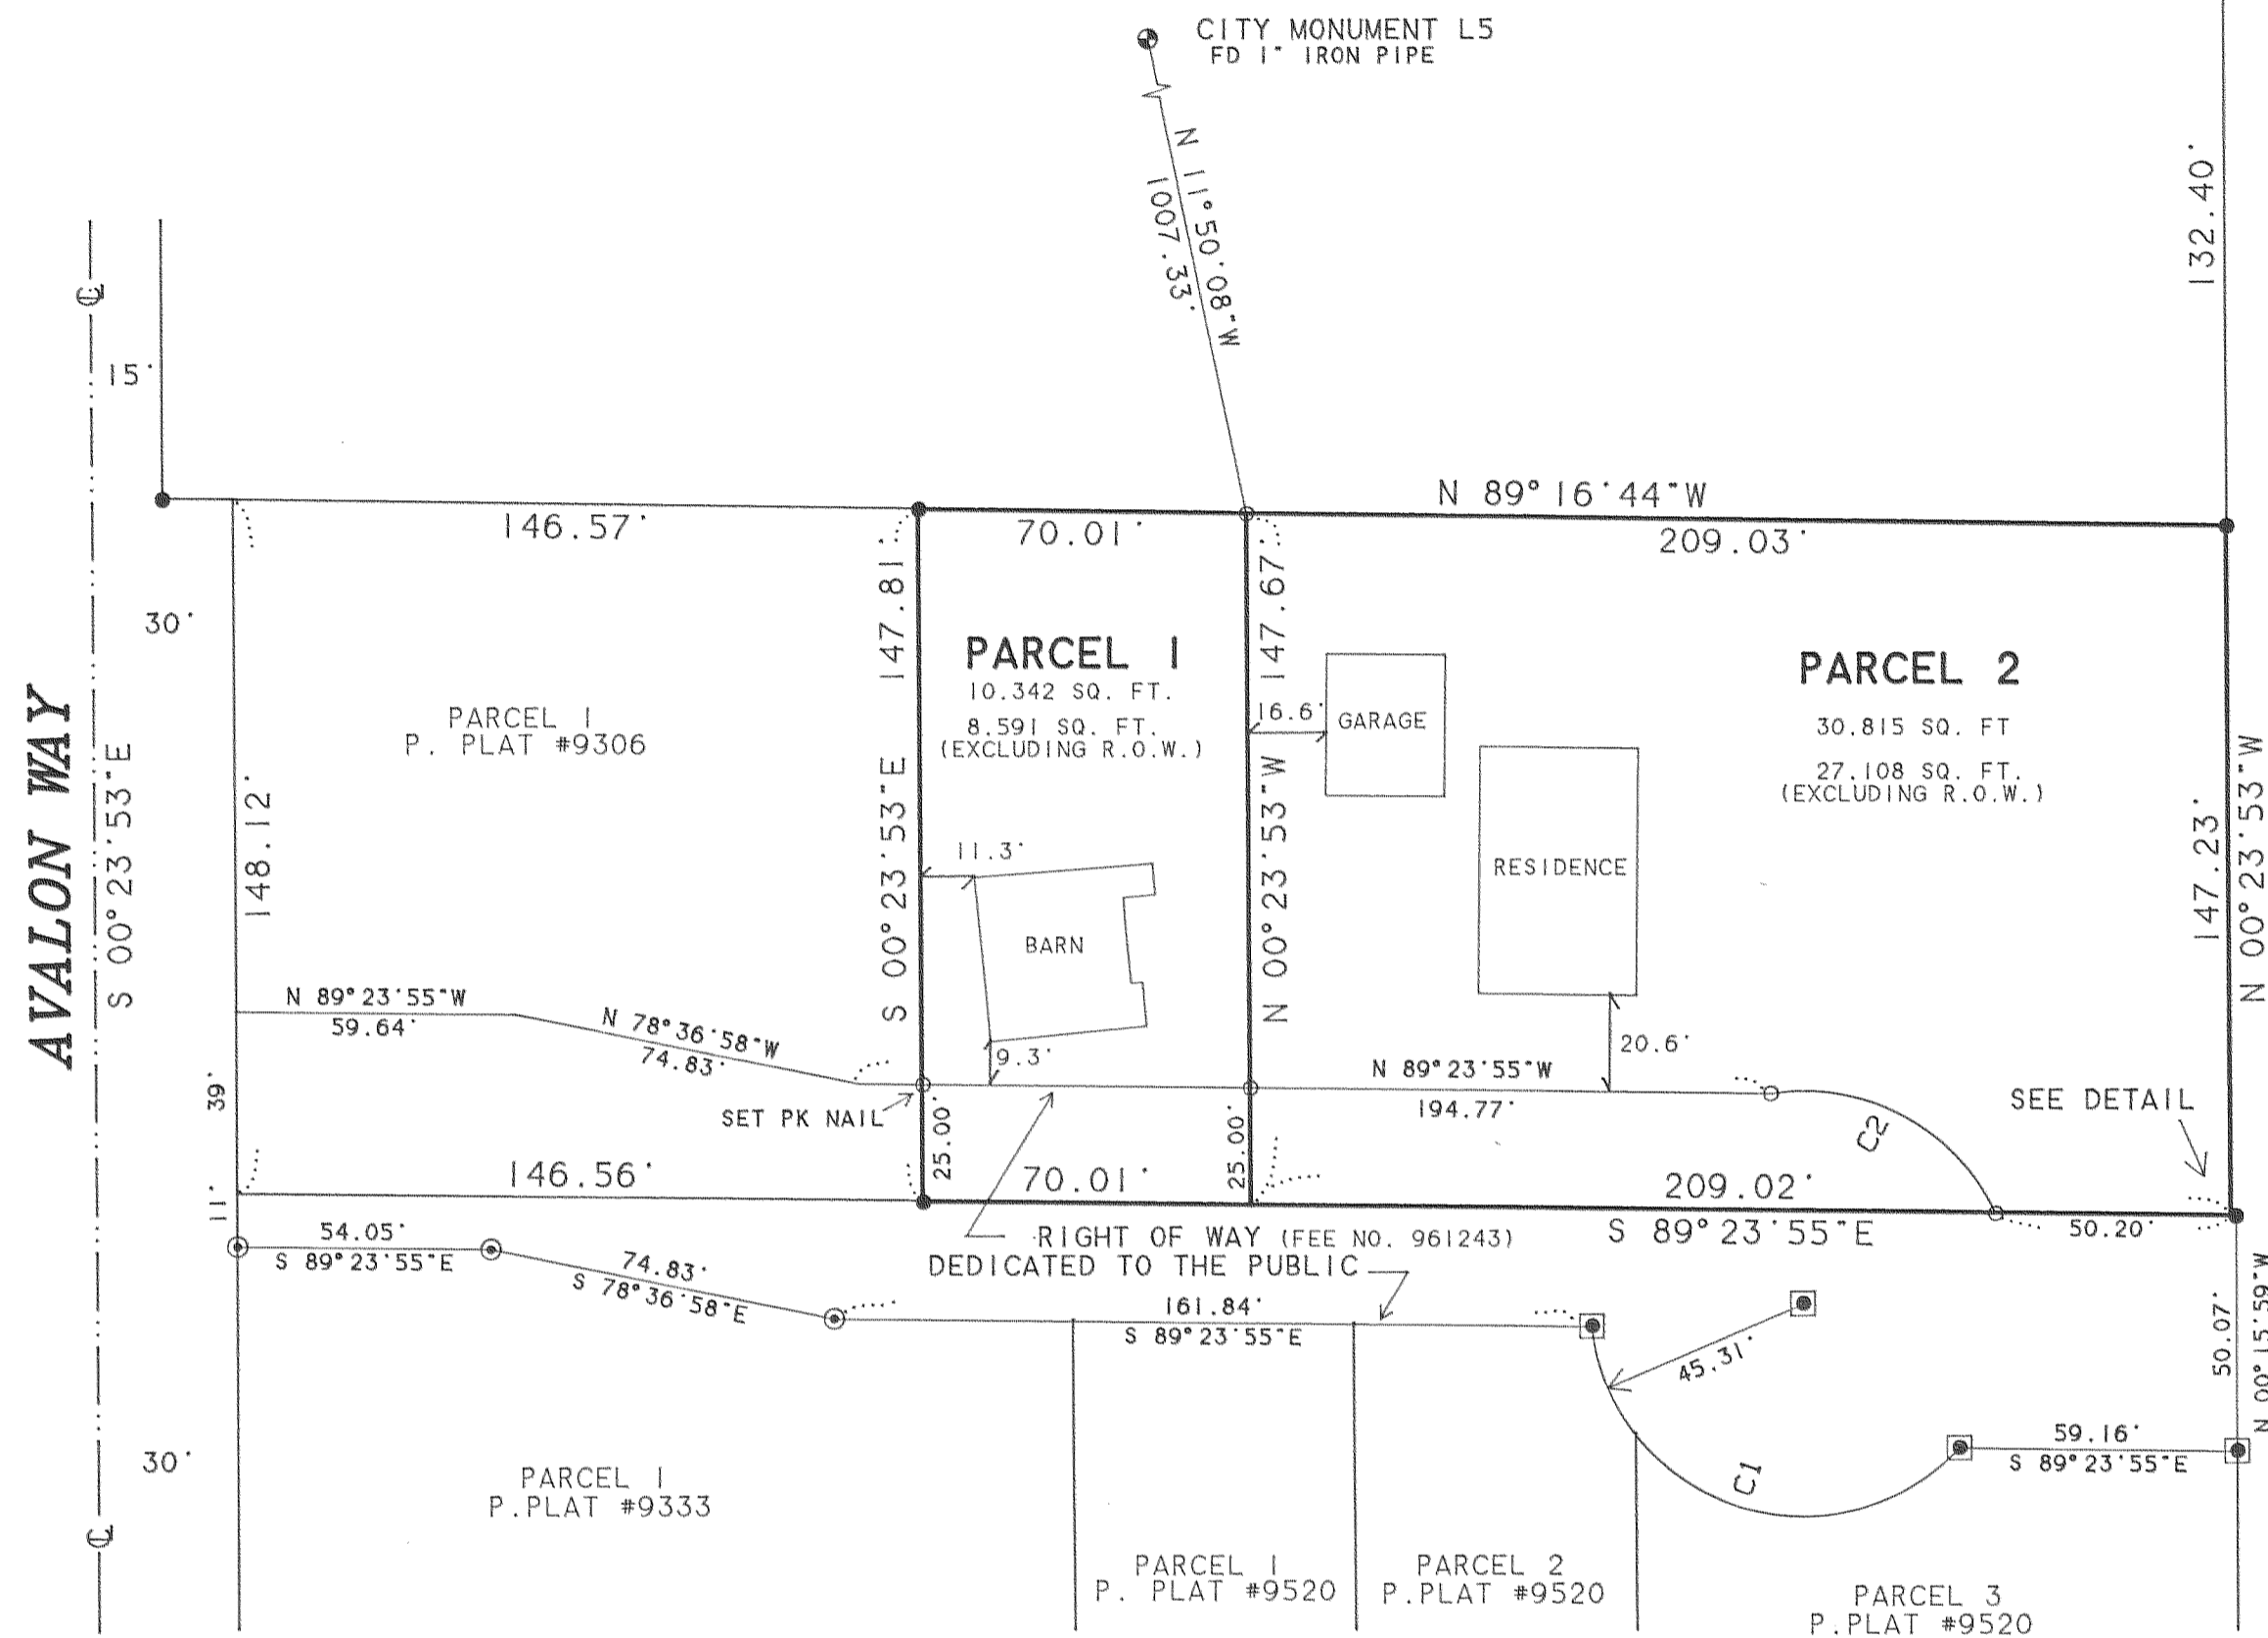 CITY MONUMENT L5
FD 1" IRON PIPE
N 11°50'08"W
1007.33'
132.40'
℄
15'
N 89°16'44"W
146.57'
70.01'
209.03'
30'
147.81'
S 00°23'53"E
147.67'
N 00°23'53"W
PARCEL 1
10.342 SQ. FT.
8.591 SQ. FT.
(EXCLUDING R.O.W.)
16.6'
GARAGE
PARCEL 2
30.815 SQ. FT
27.108 SQ. FT.
(EXCLUDING R.O.W.)
PARCEL 1
P. PLAT #9306
AVALON WAY
S 00°23'53"E
148.12'
147.23'
N 00°23'53"W
11.3'
RESIDENCE
BARN
N 89°23'55"W
59.64'
N 78°36'58"W
74.83'
9.3'
20.6'
N 89°23'55"W
194.77'
39'
SET PK NAIL
25.00'
25.00'
C2
SEE DETAIL
146.56'
70.01'
209.02'
S 89°23'55"E
50.20'
11'
54.05'
S 89°23'55"E
74.83'
S 78°36'58"E
RIGHT OF WAY (FEE NO. 961243)
DEDICATED TO THE PUBLIC
161.84'
S 89°23'55"E
45.31'
50.07'
N 00°15'59"W
59.16'
S 89°23'55"E
C1
30'
℄
PARCEL 1
P.PLAT #9333
PARCEL 1
P. PLAT #9520
PARCEL 2
P.PLAT #9520
PARCEL 3
P.PLAT #9520